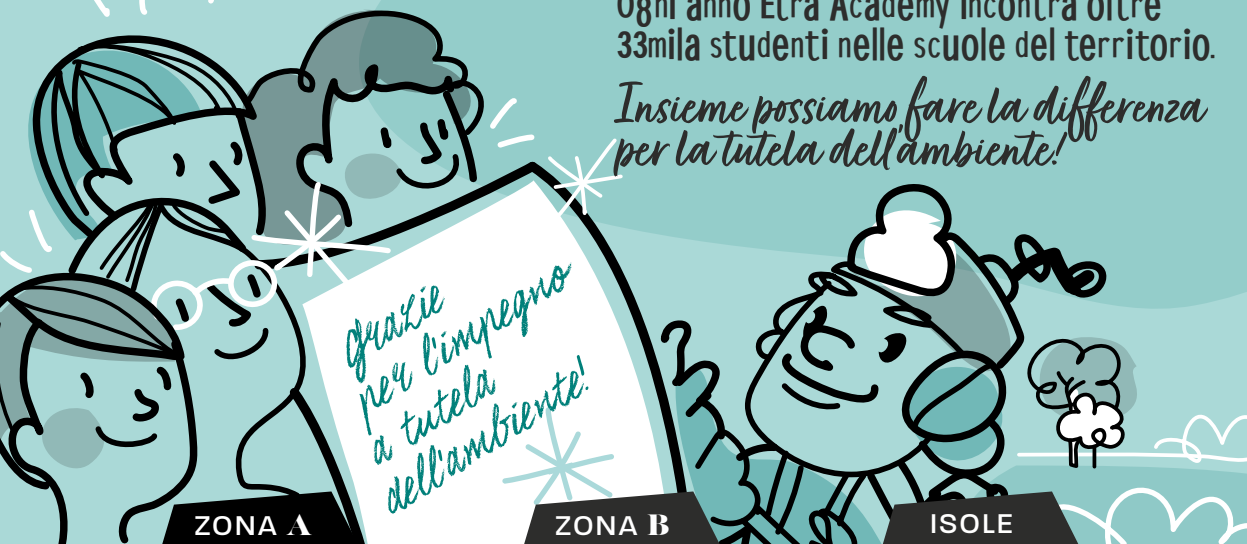 Ogni anno Etra Academy incontra oltre
33mila studenti nelle scuole del territorio.
Insieme possiamo fare la differenza
per la tutela dell'ambiente!
grazie
per l'impegno
a tutela
dell'ambiente!
ZONA A
ZONA B
ISOLE